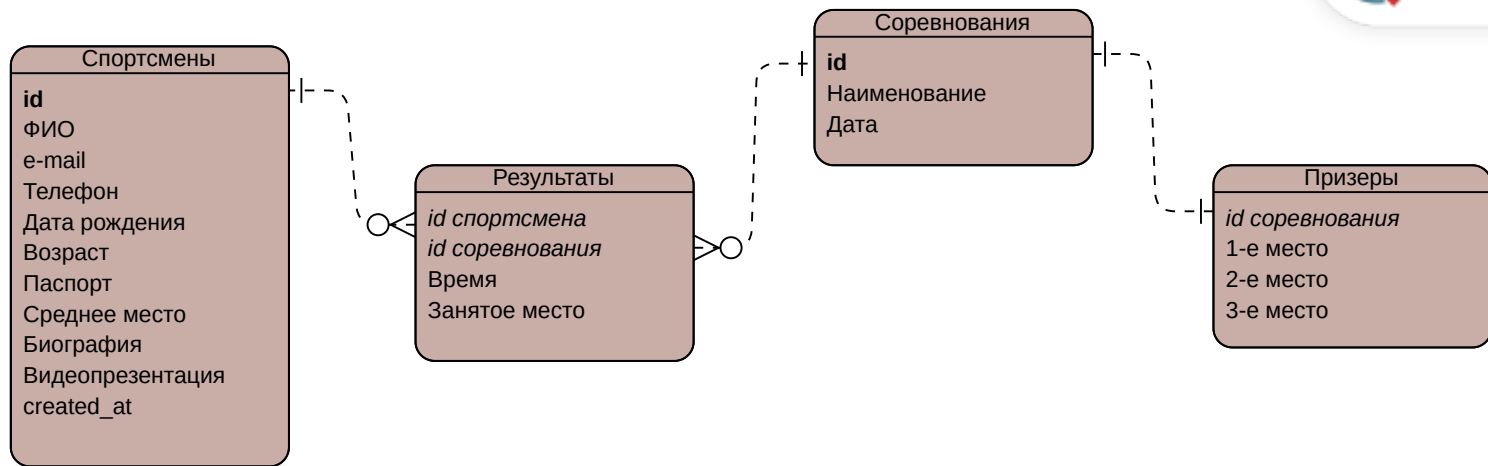 Спортсмены
id
ФИО
e-mail
Телефон
Дата рождения
Возраст
Паспорт
Среднее место
Биография
Видеопрезентация
created_at
Результаты
id спортсмена
id соревнования
Время
Занятое место
Соревнования
id
Наименование
Дата
Призеры
id соревнования
1-е место
2-е место
3-е место